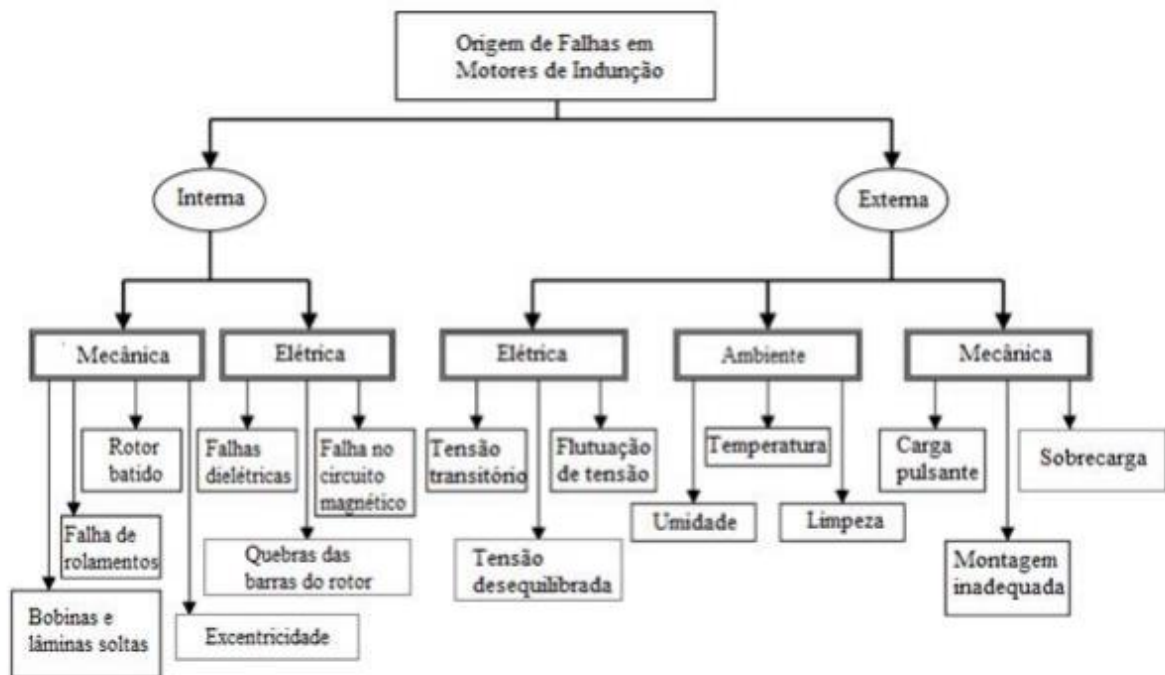 Origem de Falhas em
Motores de Indunção
Interna
Externa
Mecânica
Elétrica
Elétrica
Ambiente
Mecânica
Rotor
batido
Falhas
dielétricas
Falha no
circuito
magnético
Tensão
transitório
Flutuação
de tensão
Temperatura
Carga
pulsante
Sobrecarga
Falha de
rolamentos
Umidade
Limpeza
Quebras das
barras do rotor
Tensão
desequilibrada
Montagem
inadequada
Bobinas e
lâminas soltas
Excentricidade